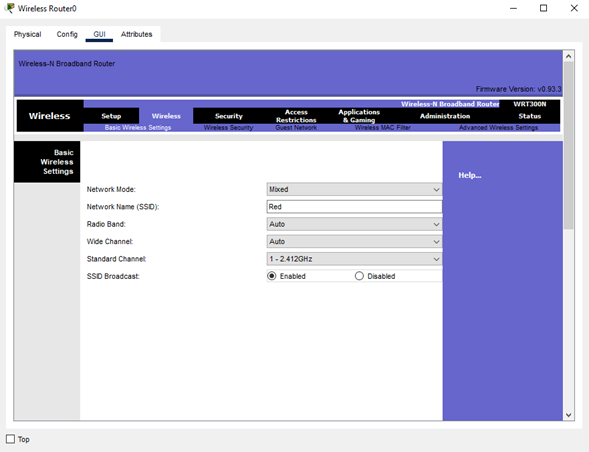 Wireless Router0
Physical Config GUI Attributes
Wireless-N Broadband Router
Firmware Version: v0.93.3
Wireless-N Broadband Router WRT300N
Wireless
Setup Wireless Security Access Restrictions Applications & Gaming Administration Status
Basic Wireless Settings Wireless Security Guest Network Wireless MAC Filter Advanced Wireless Settings
Basic
Wireless
Settings
Help...
Network Mode: Mixed
Network Name (SSID): Red
Radio Band: Auto
Wide Channel: Auto
Standard Channel: 1 - 2.412GHz
SSID Broadcast: Enabled Disabled
Top